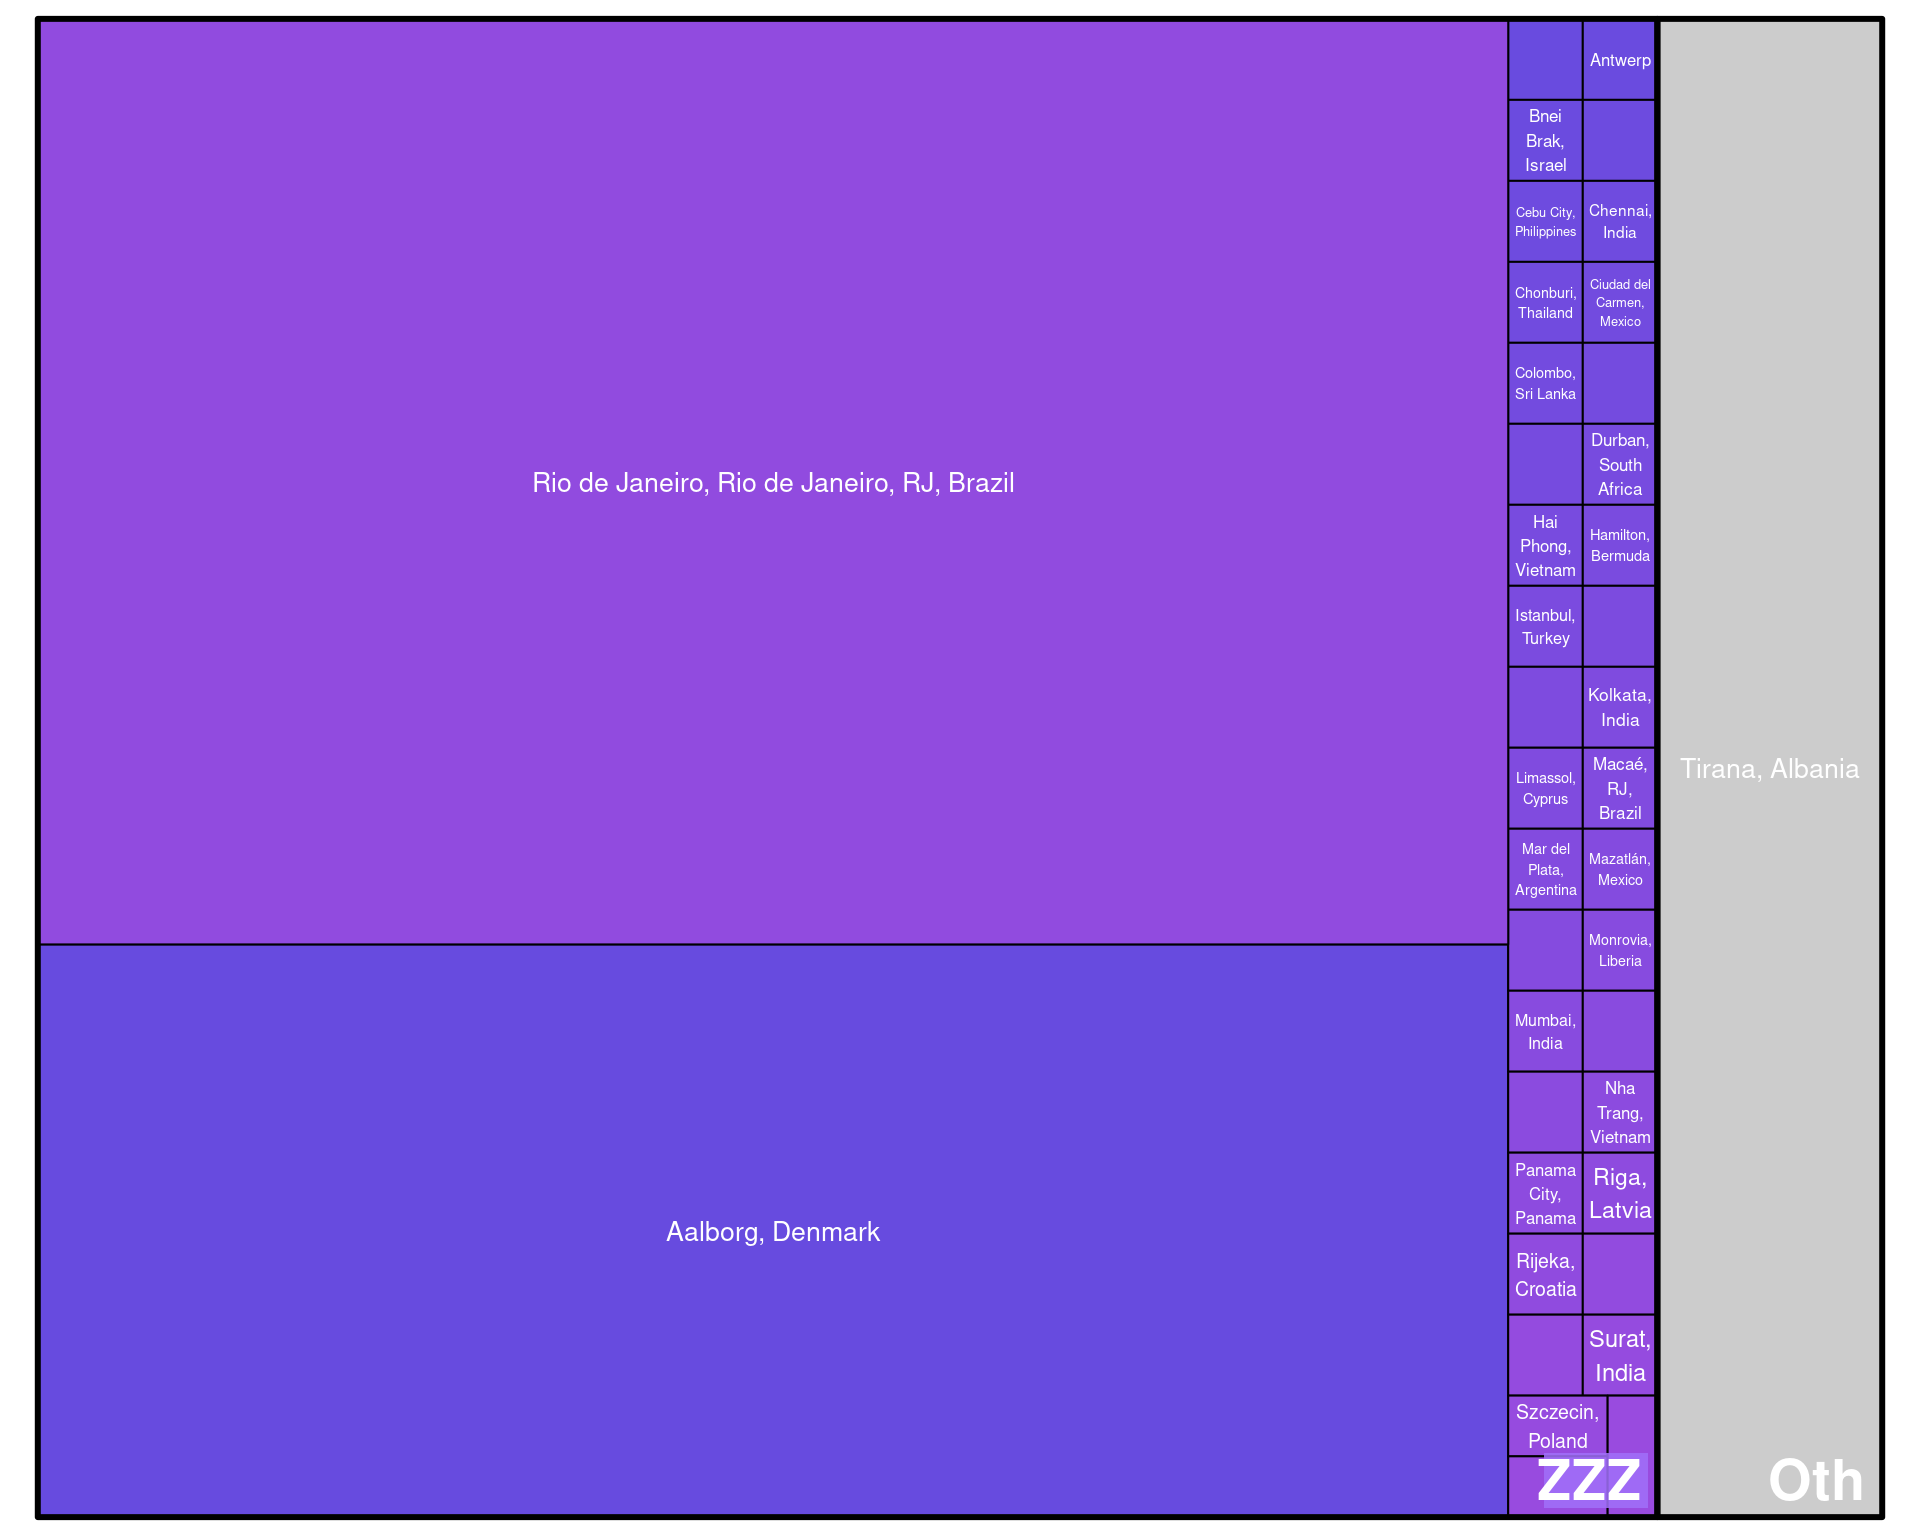 Rio de Janeiro, Rio de Janeiro, RJ, Brazil
Aalborg, Denmark
Antwerp
Bnei
Brak,
Israel
Cebu City,
Philippines
Chennai,
India
Chonburi,
Thailand
Ciudad del
Carmen,
Mexico
Colombo,
Sri Lanka
Durban,
South
Africa
Hai
Phong,
Vietnam
Hamilton,
Bermuda
Istanbul,
Turkey
Kolkata,
India
Limassol,
Cyprus
Macaé,
RJ,
Brazil
Mar del
Plata,
Argentina
Mazatlán,
Mexico
Monrovia,
Liberia
Mumbai,
India
Nha
Trang,
Vietnam
Panama
City,
Panama
Riga,
Latvia
Rijeka,
Croatia
Surat,
India
Szczecin,
Poland
ZZZ
Tirana, Albania
Oth